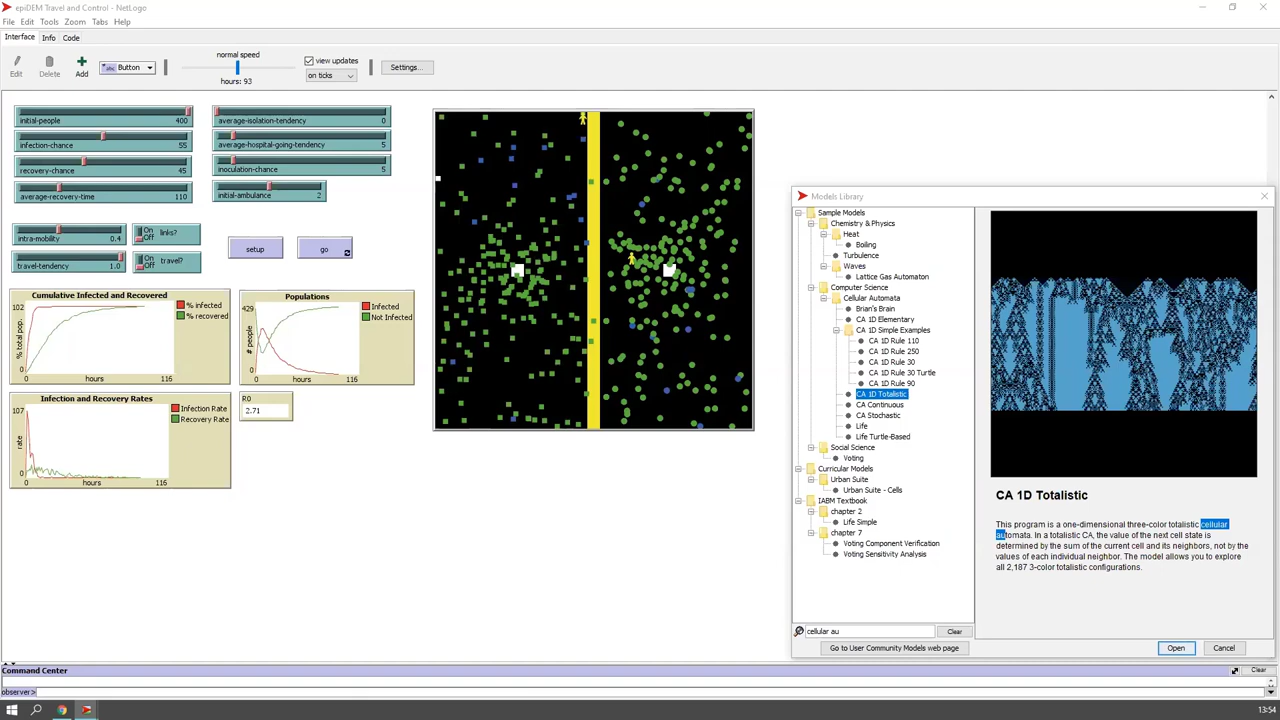 epiDEM Travel and Control - NetLogo
File Edit Tools Zoom Tabs Help
Interface Info Code
Edit Delete Add Button
normal speed
hours: 93
view updates
on ticks
Settings...
initial-people 400
infection-chance 55
recovery-chance 45
average-recovery-time 110
average-isolation-tendency 0
average-hospital-going-tendency 5
inoculation-chance 5
initial-ambulance 2
intra-mobility 0.4
On
Off
links?
travel-tendency 1.0
On
Off
travel?
setup
go
Cumulative Infected and Recovered
102
% total pop.
0
0 hours 116
% infected
% recovered
Populations
429
# people
0
0 hours 116
Infected
Not Infected
Infection and Recovery Rates
107
rate
0
0 hours 116
Infection Rate
Recovery Rate
R0
2.71
Models Library
Sample Models
Chemistry & Physics
Heat
Boiling
Turbulence
Waves
Lattice Gas Automaton
Computer Science
Cellular Automata
Brian's Brain
CA 1D Elementary
CA 1D Simple Examples
CA 1D Rule 110
CA 1D Rule 250
CA 1D Rule 30
CA 1D Rule 30 Turtle
CA 1D Rule 90
CA 1D Totalistic
CA Continuous
CA Stochastic
Life
Life Turtle-Based
Social Science
Voting
Curricular Models
Urban Suite
Urban Suite - Cells
IABM Textbook
chapter 2
Life Simple
chapter 7
Voting Component Verification
Voting Sensitivity Analysis
cellular au
Clear
Go to User Community Models web page
CA 1D Totalistic
This program is a one-dimensional three-color totalistic cellular
automata. In a totalistic CA, the value of the next cell state is
determined by the sum of the current cell and its neighbors, not by the
values of each individual neighbor. The model allows you to explore
all 2,187 3-color totalistic configurations.
Open
Cancel
Command Center
Clear
observer>
13:54